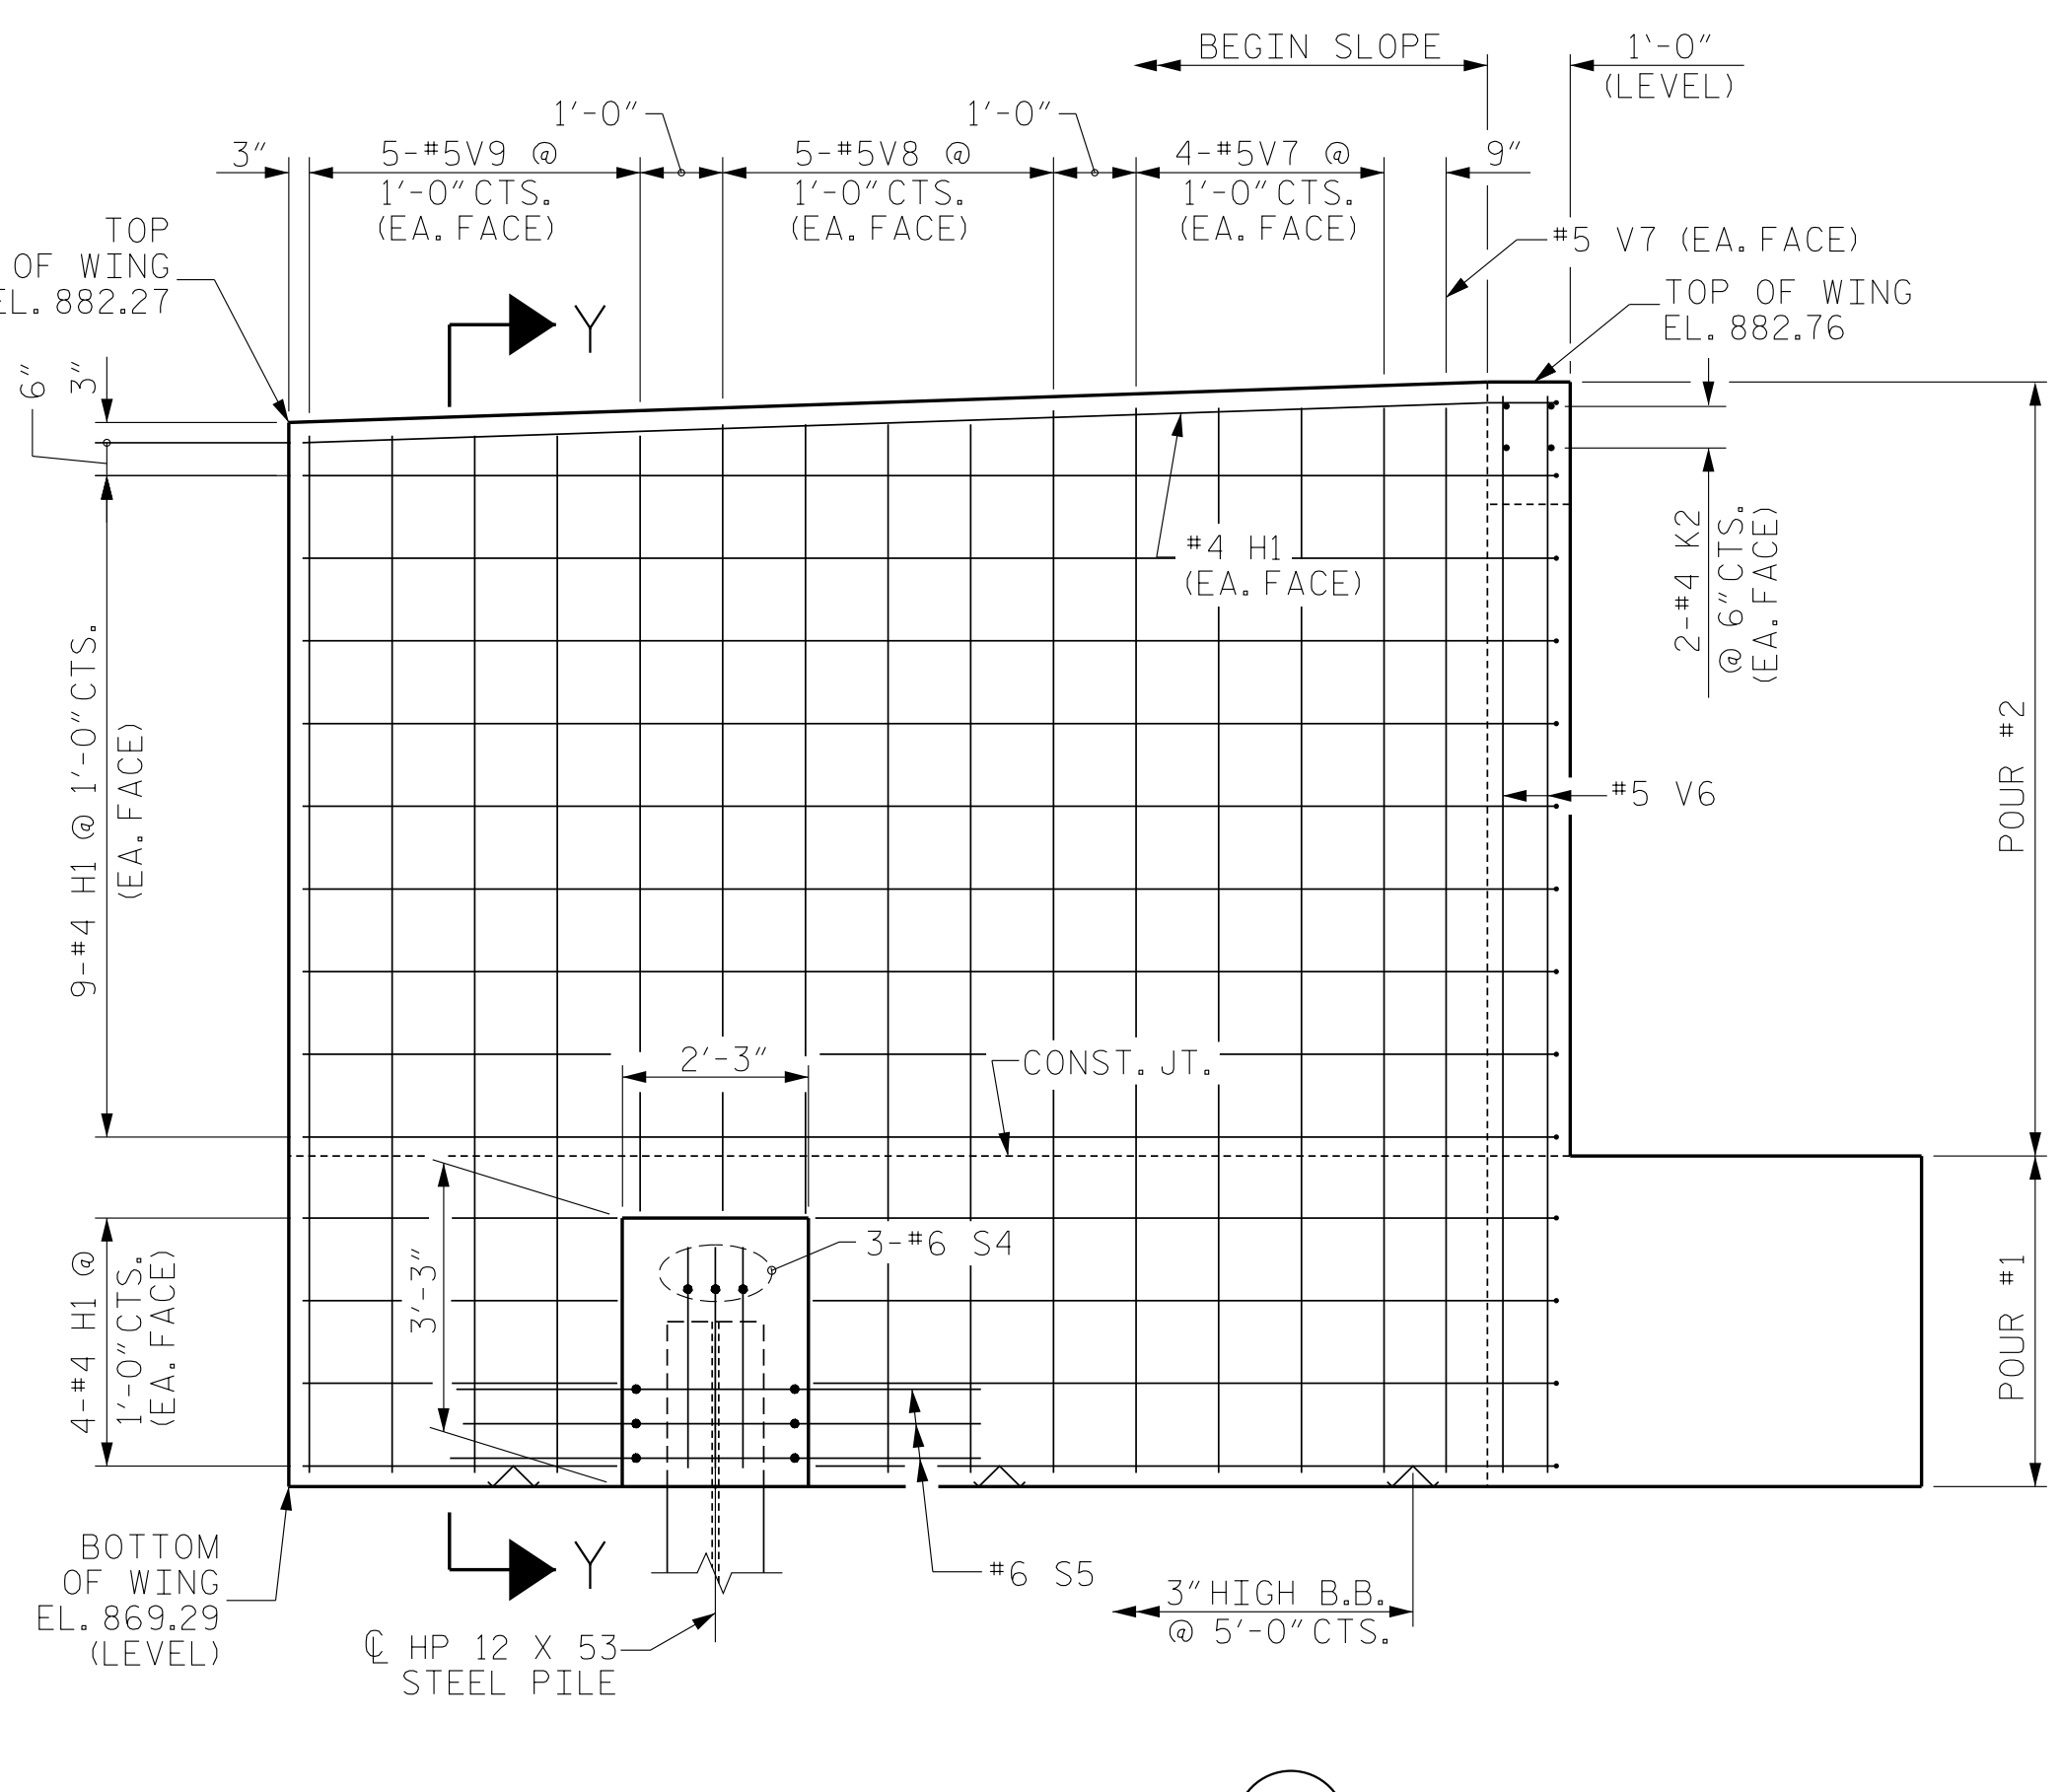 BEGIN SLOPE
1'-0"
(LEVEL)
1'-0"
1'-0"
3"
5-#5V9 @
1'-0"CTS.
(EA. FACE)
5-#5V8 @
1'-0"CTS.
(EA. FACE)
4-#5V7 @
1'-0"CTS.
(EA. FACE)
9"
TOP
OF WING
EL. 882.27
#5 V7 (EA. FACE)
TOP OF WING
EL. 882.76
Y
6"
3"
#4 H1
(EA. FACE)
2-#4 K2
@ 6"CTS.
(EA. FACE)
9-#4 H1 @ 1'-0"CTS.
(EA. FACE)
POUR #2
#5 V6
2'-3"
CONST. JT.
3-#6 S4
3'-3"
4-#4 H1 @
1'-0"CTS.
(EA. FACE)
POUR #1
BOTTOM
OF WING
EL. 869.29
(LEVEL)
Y
#6 S5
3"HIGH B.B.
@ 5'-0"CTS.
℄ HP 12 X 53
STEEL PILE